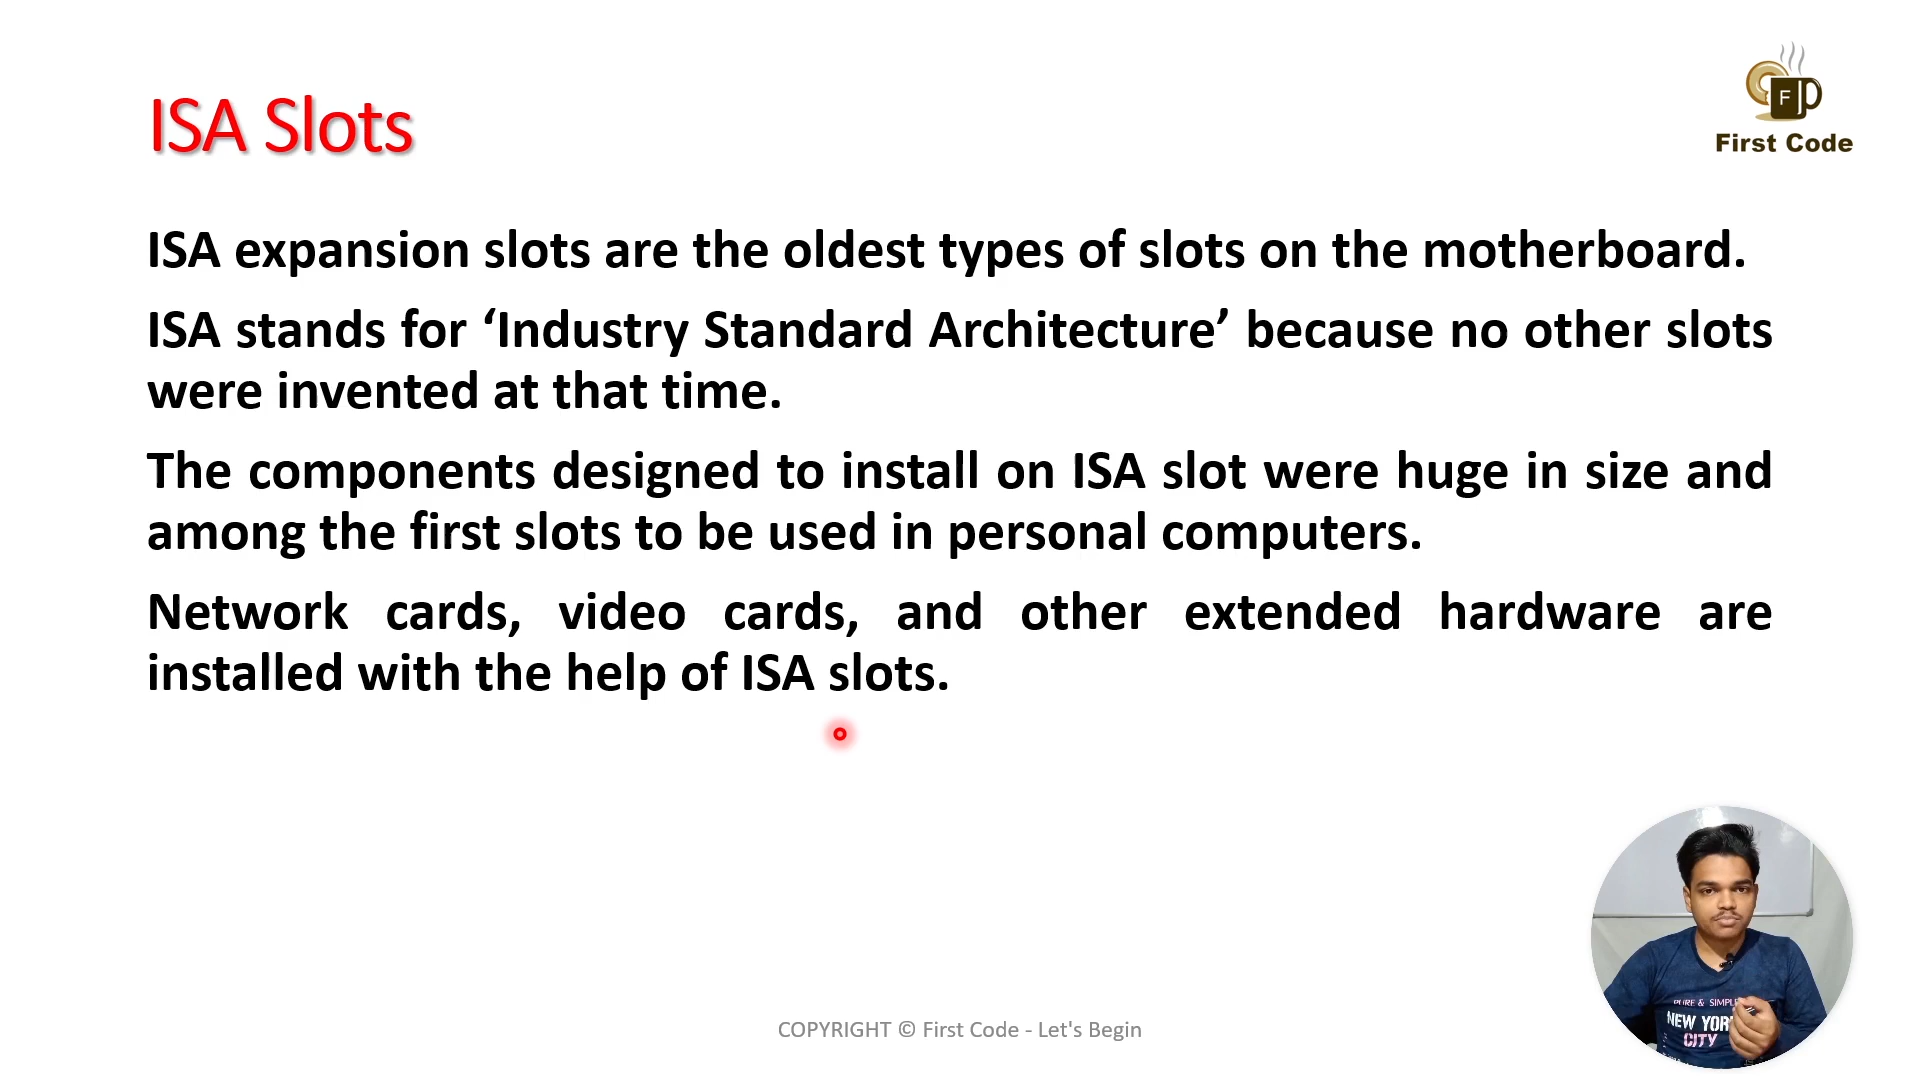 ISA Slots
F
First Code
ISA expansion slots are the oldest types of slots on the motherboard.
ISA stands for ‘Industry Standard Architecture’ because no other slots
were invented at that time.
The components designed to install on ISA slot were huge in size and
among the first slots to be used in personal computers.
Network cards, video cards, and other extended hardware are
installed with the help of ISA slots.
PURE & SIMPL
NEW YOR
CITY
COPYRIGHT © First Code - Let's Begin